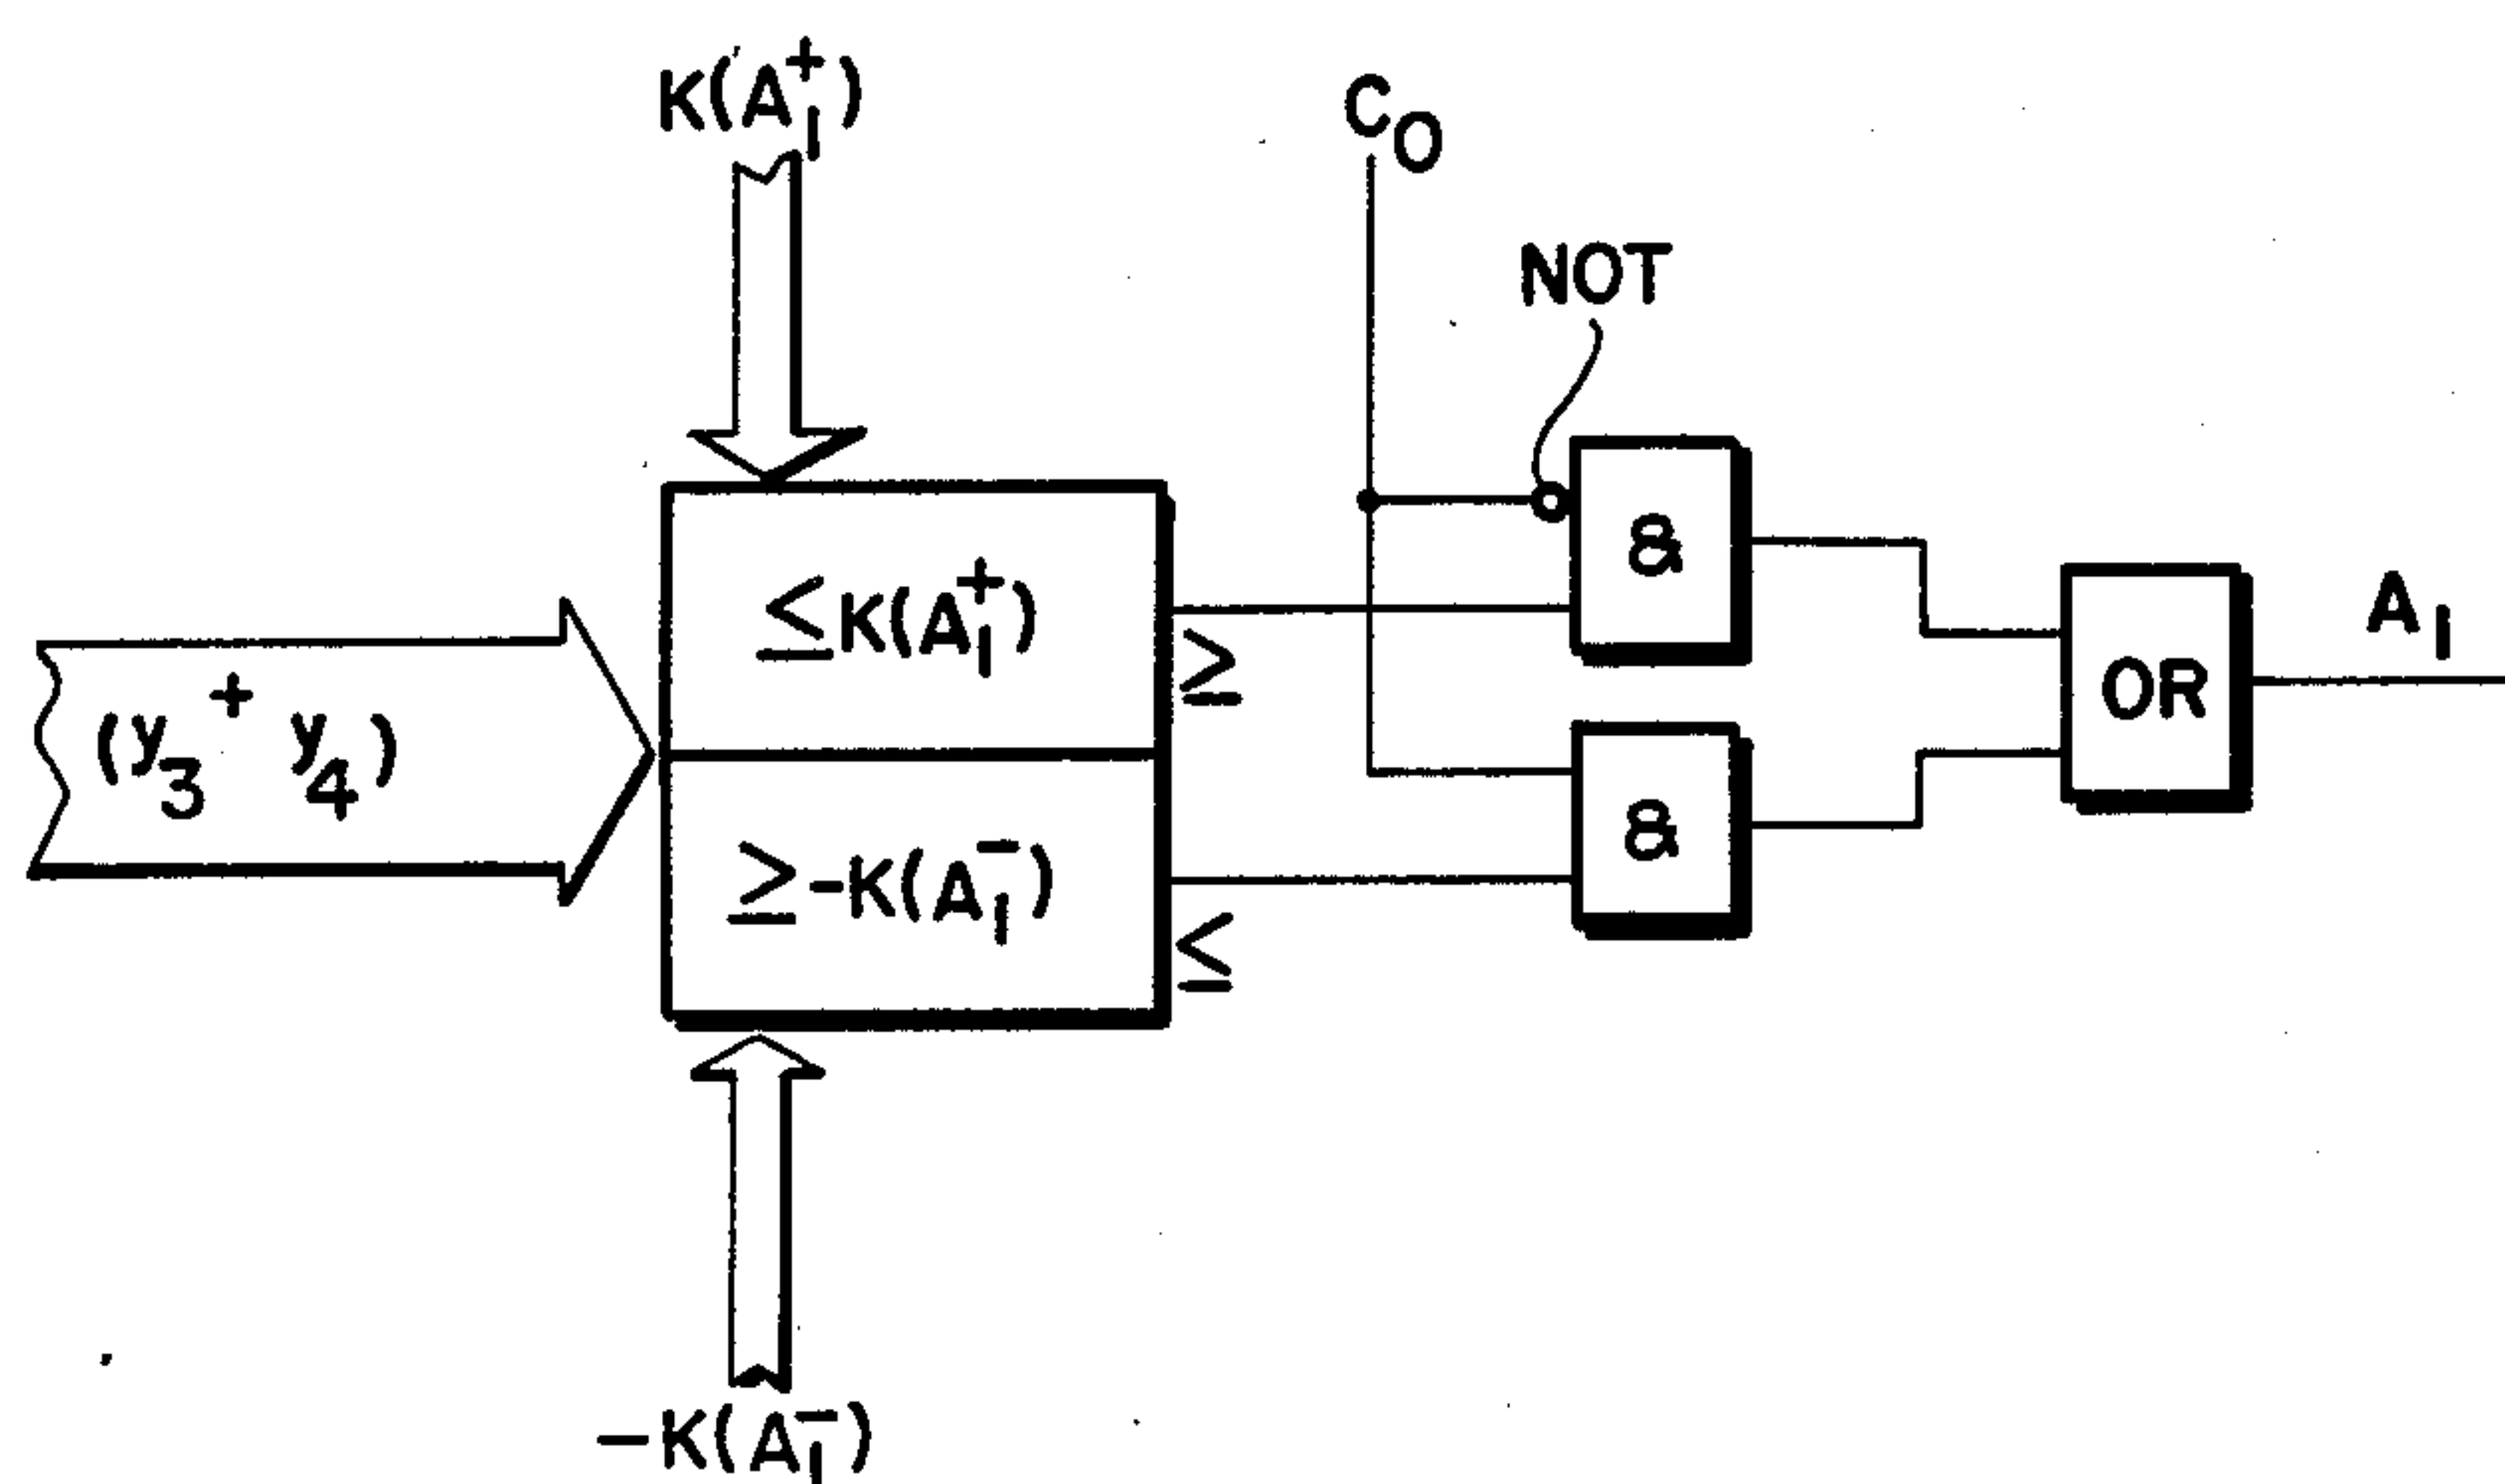 K(A₁⁺)
C₀
NOT
&
≤K(A₁⁺)
≥
(y₃ + y₄)
A₁
OR
&
≥-K(A₁⁻)
≤
-K(A₁⁻)